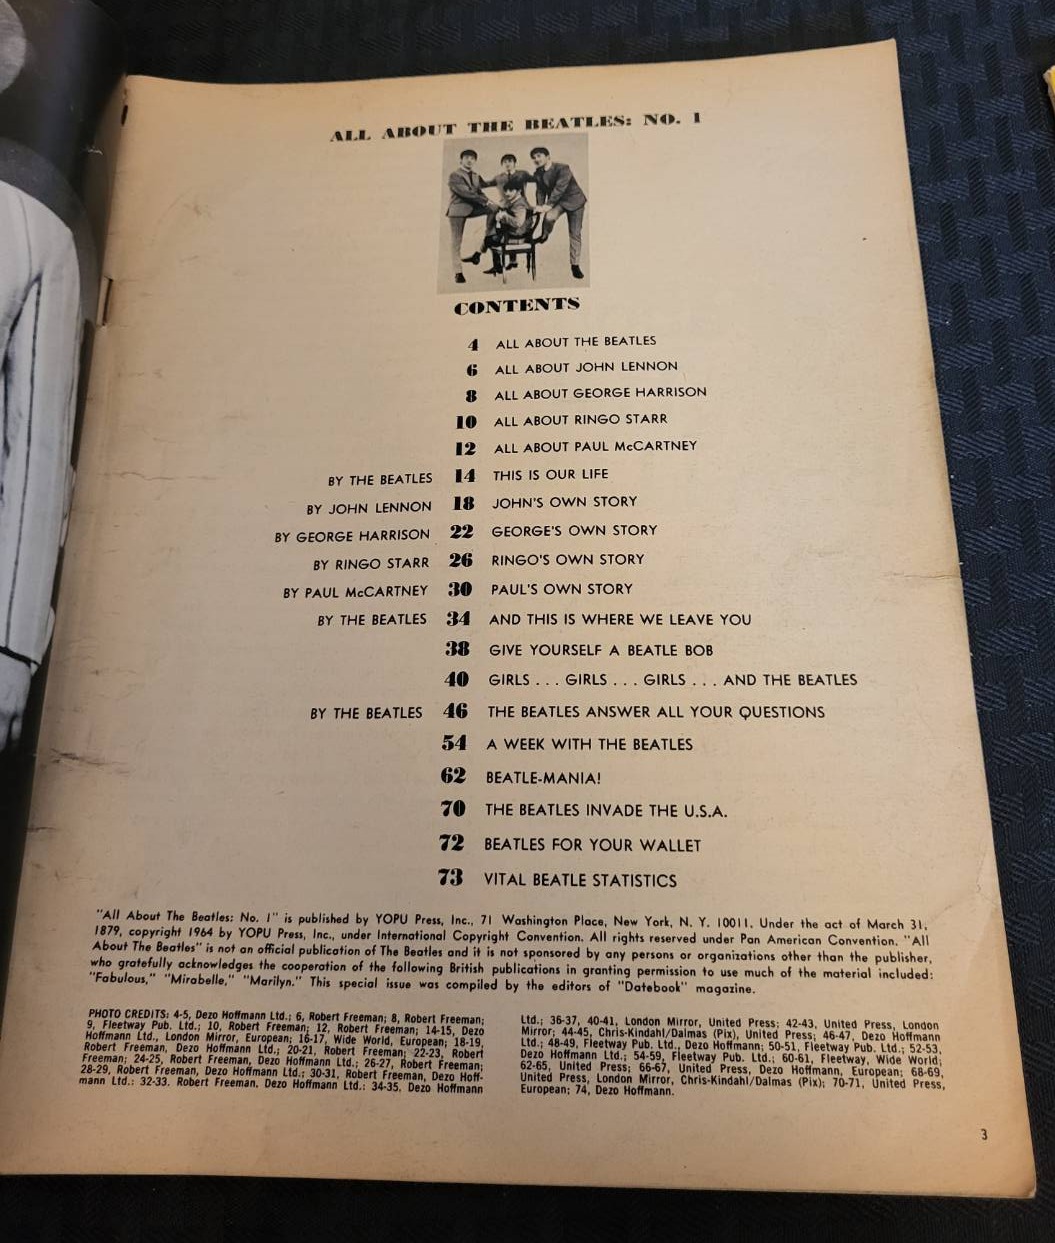 ALL ABOUT THE BEATLES: NO. 1
CONTENTS
4 ALL ABOUT THE BEATLES
6 ALL ABOUT JOHN LENNON
8 ALL ABOUT GEORGE HARRISON
10 ALL ABOUT RINGO STARR
12 ALL ABOUT PAUL McCARTNEY
BY THE BEATLES 14 THIS IS OUR LIFE
BY JOHN LENNON 18 JOHN'S OWN STORY
BY GEORGE HARRISON 22 GEORGE'S OWN STORY
BY RINGO STARR 26 RINGO'S OWN STORY
BY PAUL McCARTNEY 30 PAUL'S OWN STORY
BY THE BEATLES 34 AND THIS IS WHERE WE LEAVE YOU
38 GIVE YOURSELF A BEATLE BOB
40 GIRLS . . . GIRLS . . . GIRLS . . . AND THE BEATLES
BY THE BEATLES 46 THE BEATLES ANSWER ALL YOUR QUESTIONS
54 A WEEK WITH THE BEATLES
62 BEATLE-MANIA!
70 THE BEATLES INVADE THE U.S.A.
72 BEATLES FOR YOUR WALLET
73 VITAL BEATLE STATISTICS
"All About The Beatles: No. 1" is published by YOPU Press, Inc., 71 Washington Place, New York, N. Y. 10011. Under the act of March 31,
1879, copyright 1964 by YOPU Press, Inc., under International Copyright Convention. All rights reserved under Pan American Convention. "All
About The Beatles" is not an official publication of The Beatles and it is not sponsored by any persons or organizations other than the publisher,
who gratefully acknowledges the cooperation of the following British publications in granting permission to use much of the material included:
"Fabulous," "Mirabelle," "Marilyn." This special issue was compiled by the editors of "Datebook" magazine.
PHOTO CREDITS: 4-5, Dezo Hoffmann Ltd.; 6, Robert Freeman; 8, Robert Freeman;
9, Fleetway Pub. Ltd.; 10, Robert Freeman; 12, Robert Freeman; 14-15, Dezo
Hoffmann Ltd., London Mirror, European; 16-17, Wide World, European; 18-19,
Robert Freeman, Dezo Hoffmann Ltd.; 20-21, Robert Freeman; 22-23, Robert
Freeman; 24-25, Robert Freeman, Dezo Hoffmann Ltd.; 26-27, Robert Freeman;
28-29, Robert Freeman, Dezo Hoffmann Ltd.; 30-31, Robert Freeman, Dezo Hoff-
mann Ltd.; 32-33, Robert Freeman, Dezo Hoffmann Ltd.; 34-35, Dezo Hoffmann
Ltd.; 36-37, 40-41, London Mirror, United Press; 42-43, United Press, London
Mirror; 44-45, Chris-Kindahl/Dalmas (Pix), United Press; 46-47, Dezo Hoffmann
Ltd.; 48-49, Fleetway Pub. Ltd., Dezo Hoffmann; 50-51, Fleetway Pub. Ltd.; 52-53,
Dezo Hoffmann Ltd.; 54-59, Fleetway Pub. Ltd.; 60-61, Fleetway, Wide World;
62-65, United Press; 66-67, United Press, Dezo Hoffmann, European; 68-69,
United Press, London Mirror, Chris-Kindahl/Dalmas (Pix); 70-71, United Press,
European; 74, Dezo Hoffmann.
3